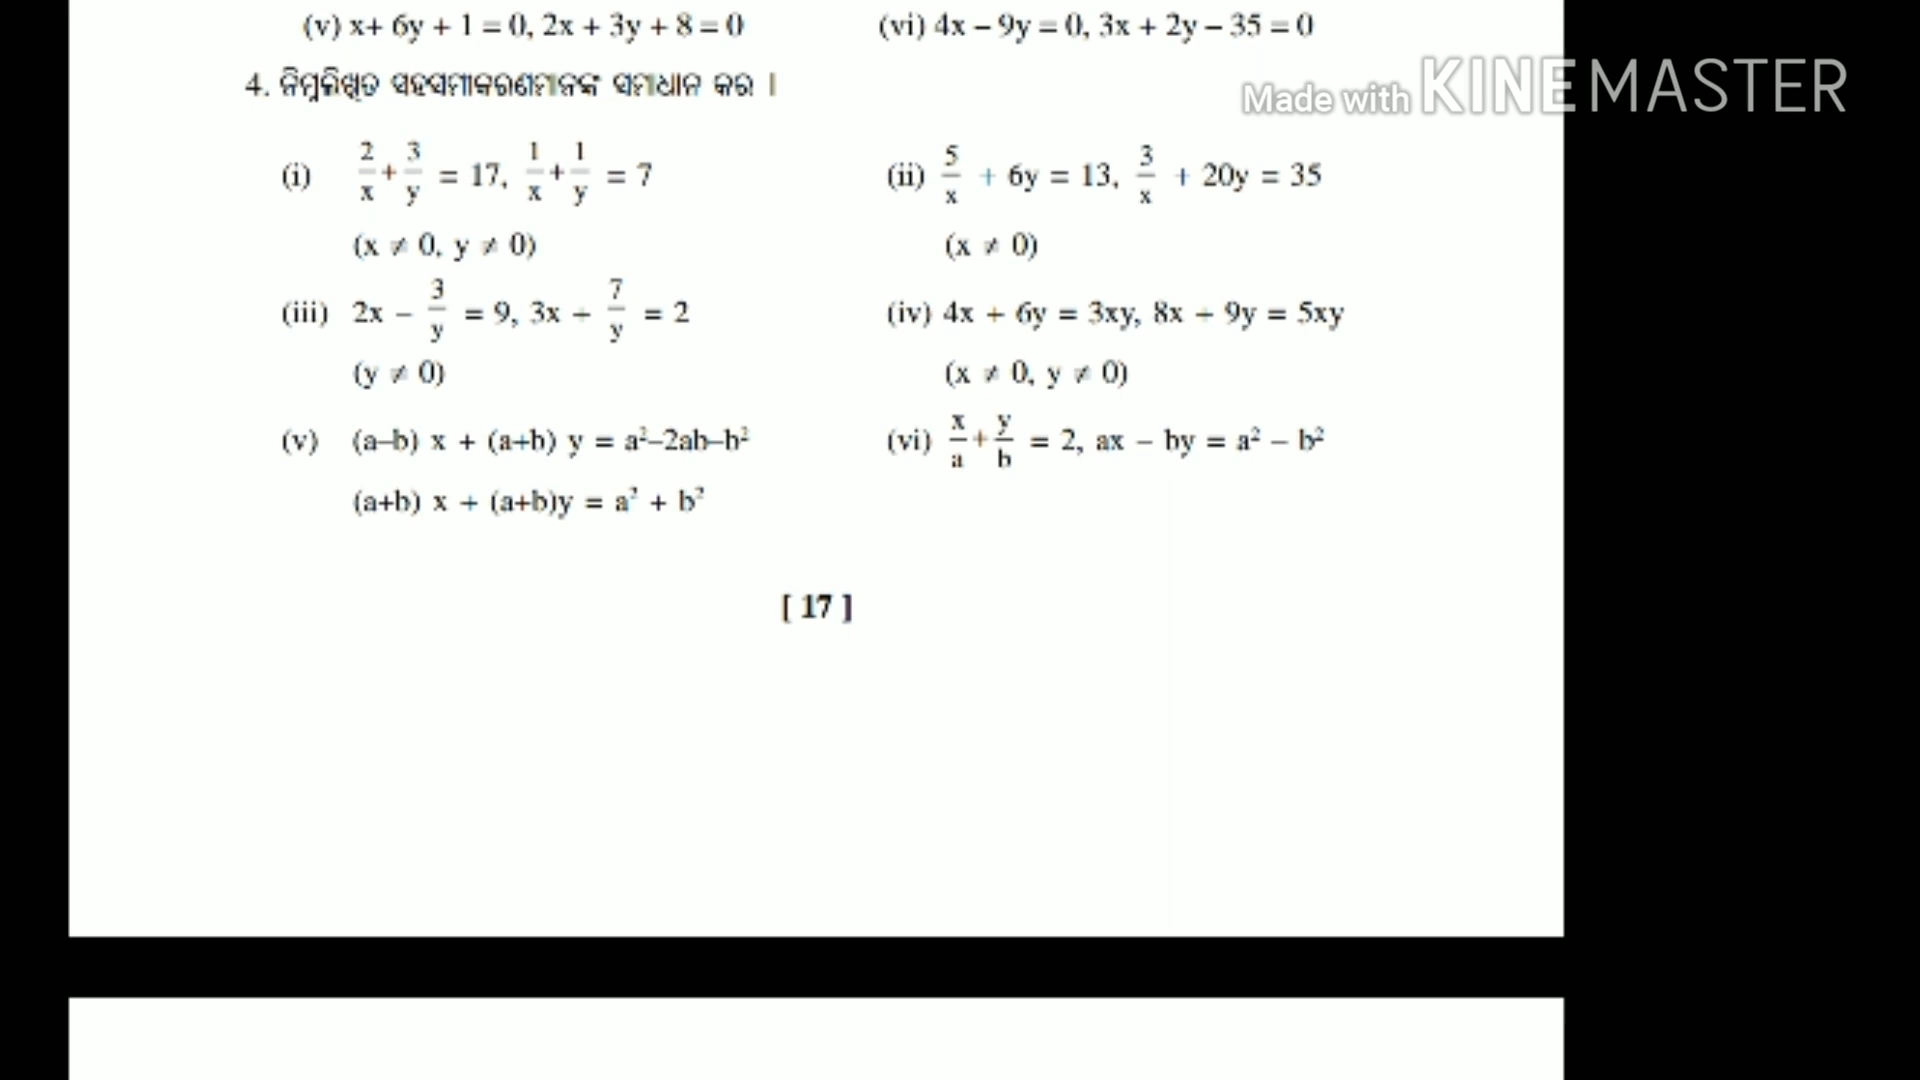 (v) x+ 6y + 1 = 0, 2x + 3y + 8 = 0 (vi) 4x – 9y = 0, 3x + 2y – 35 = 0
Made with KINEMASTER
4. ନିମ୍ନଲିଖିତ ସହସମୀକରଣମାନଙ୍କ ସମାଧାନ କର ।
(i) 2/x + 3/y = 17, 1/x + 1/y = 7 (ii) 5/x + 6y = 13, 3/x + 20y = 35
(x ≠ 0, y ≠ 0) (x ≠ 0)
(iii) 2x – 3/y = 9, 3x + 7/y = 2 (iv) 4x + 6y = 3xy, 8x + 9y = 5xy
(y ≠ 0) (x ≠ 0, y ≠ 0)
(v) (a–b) x + (a+b) y = a²–2ab–b² (vi) x/a + y/b = 2, ax – by = a² – b²
(a+b) x + (a+b)y = a² + b²
[ 17 ]